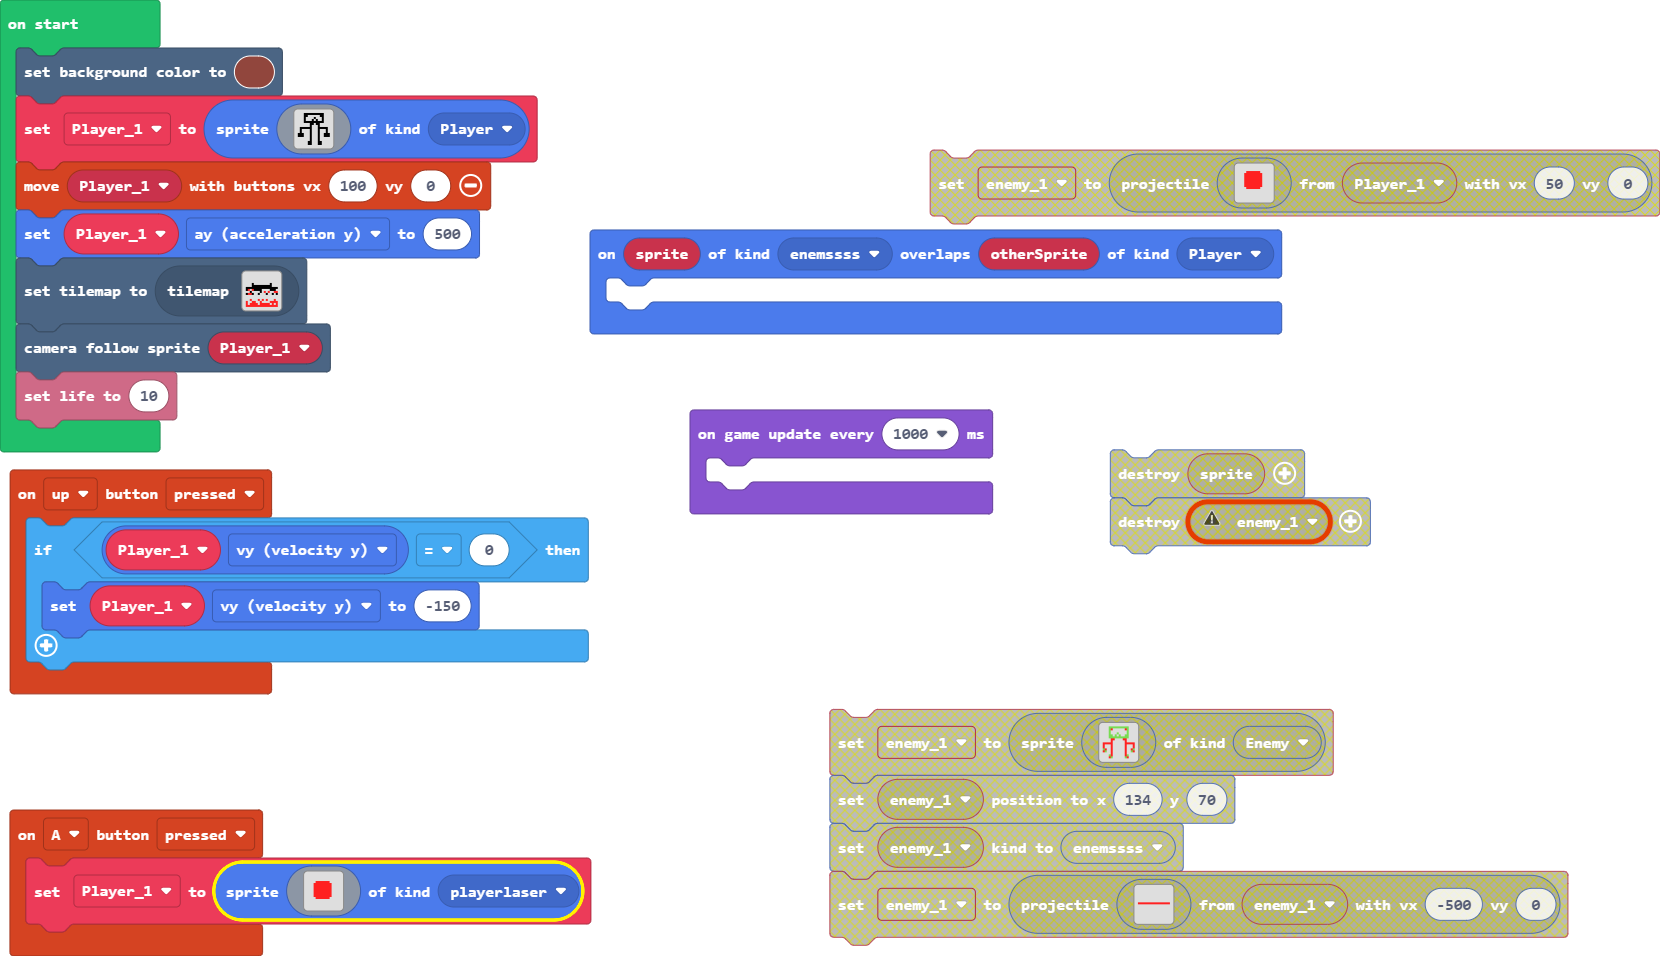 on start
set background color to
set Player_1 to sprite of kind Player
move Player_1 with buttons vx 100 vy 0
set Player_1 ay (acceleration y) to 500
set tilemap to tilemap
camera follow sprite Player_1
set life to 10
on up button pressed
if Player_1 vy (velocity y) = 0 then
set Player_1 vy (velocity y) to -150
on A button pressed
set Player_1 to sprite of kind playerlaser
set enemy_1 to projectile from Player_1 with vx 50 vy 0
on sprite of kind enemssss overlaps otherSprite of kind Player
on game update every 1000 ms
destroy sprite
destroy enemy_1
set enemy_1 to sprite of kind Enemy
set enemy_1 position to x 134 y 70
set enemy_1 kind to enemssss
set enemy_1 to projectile from enemy_1 with vx -500 vy 0